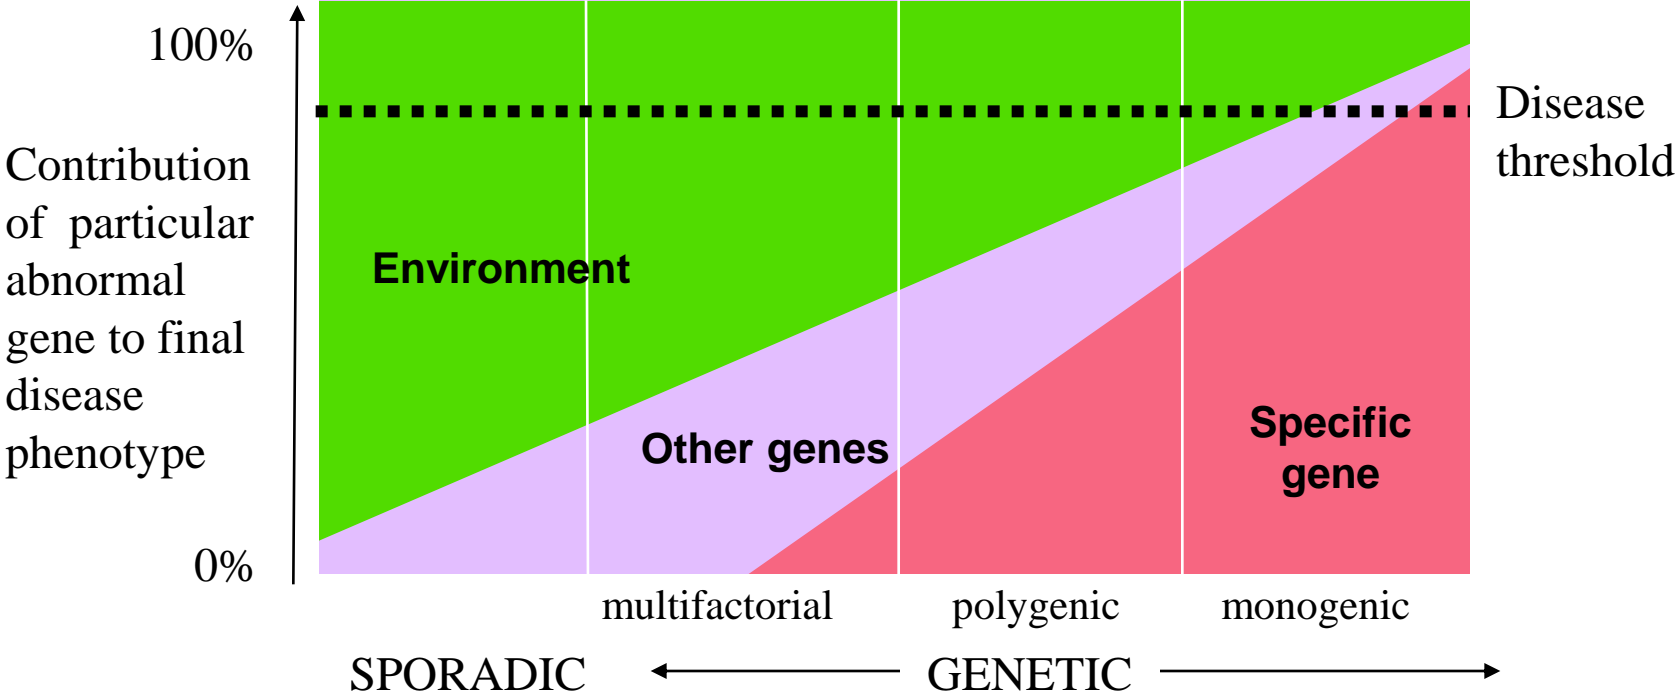 100%
Contribution
of particular
abnormal
gene to final
disease
phenotype
0%
Environment
Other genes
Specific
gene
Disease
threshold
multifactorial
polygenic
monogenic
SPORADIC
GENETIC